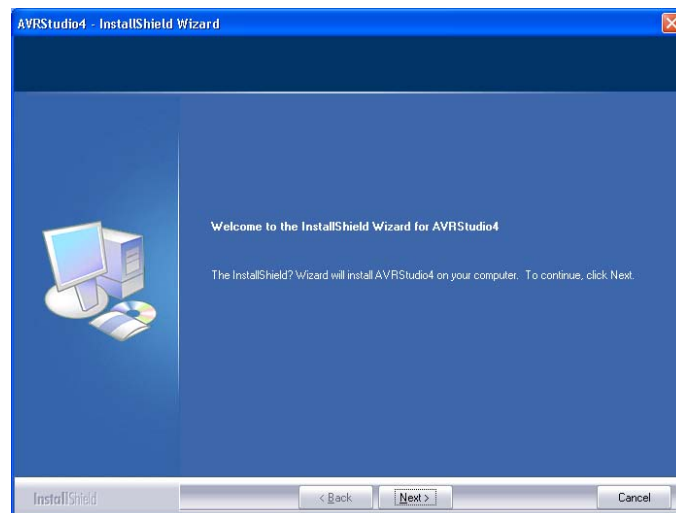 AVRStudio4 - InstallShield Wizard
Welcome to the InstallShield Wizard for AVRStudio4
The InstallShield? Wizard will install AVRStudio4 on your computer. To continue, click Next.
InstallShield
< Back
Next >
Cancel